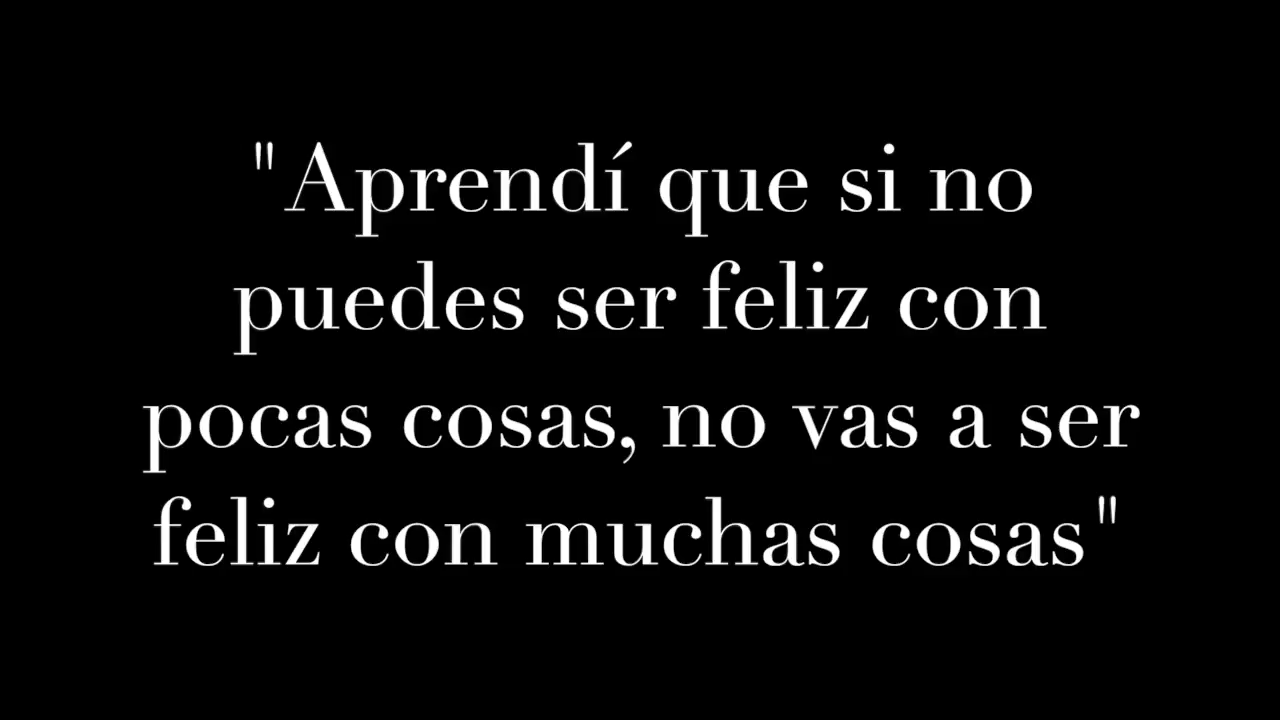 "Aprendí que si no
puedes ser feliz con
pocas cosas, no vas a ser
feliz con muchas cosas"